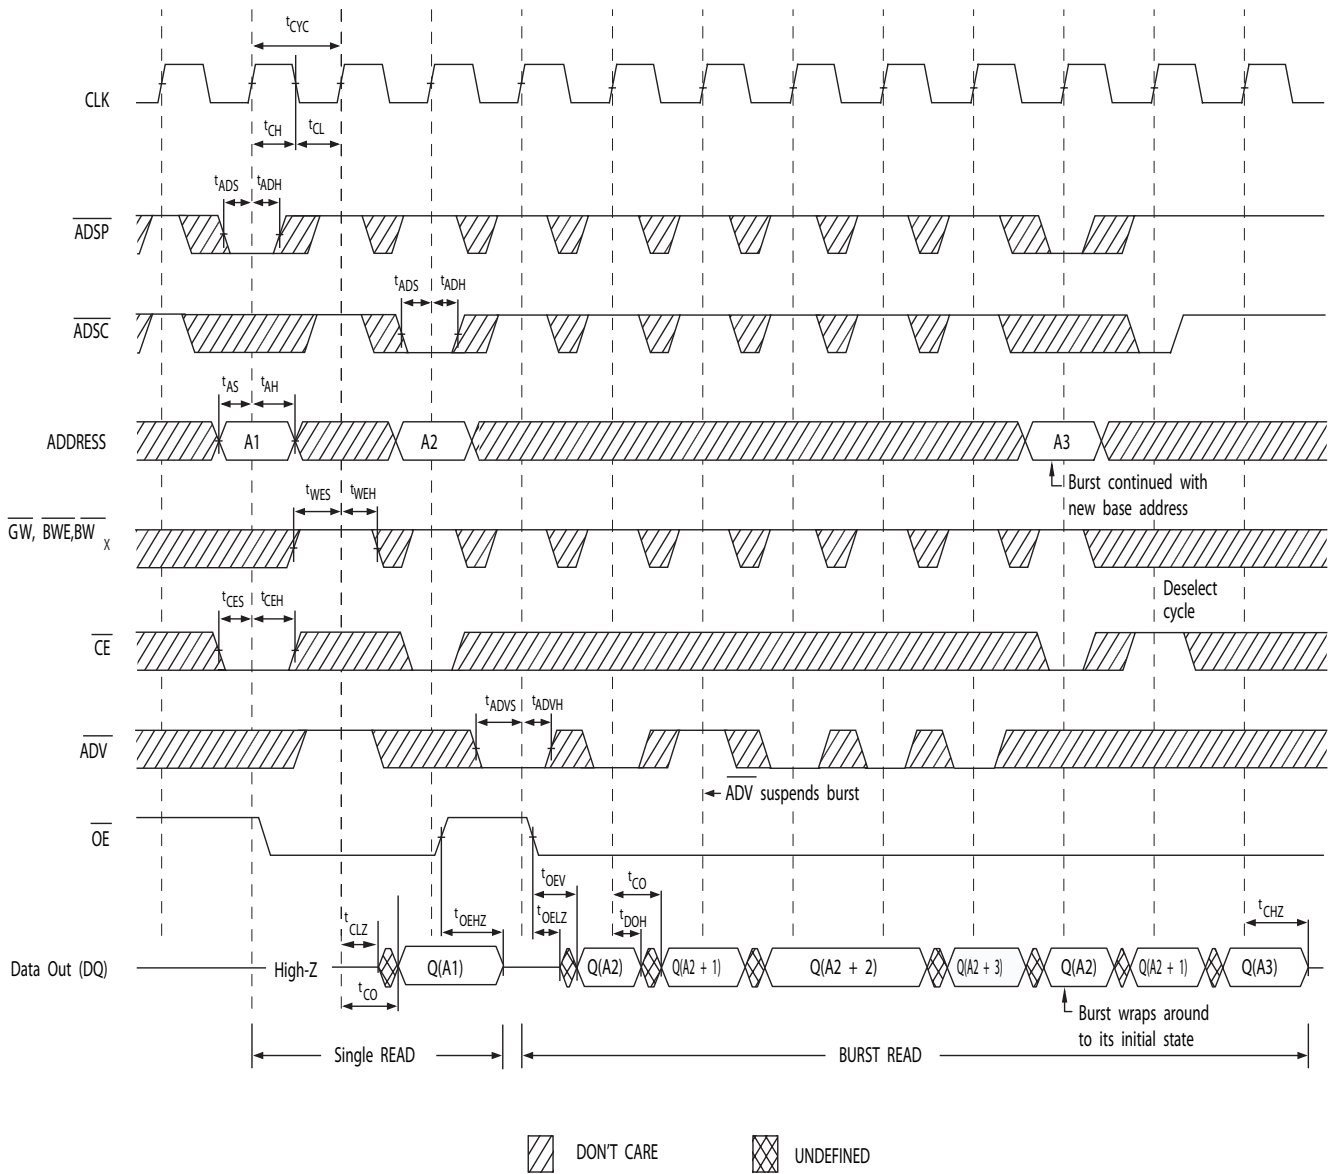 tCYC
CLK
tCH tCL
tADS tADH
ADSP
tADS tADH
ADSC
tAS tAH
ADDRESS A1 A2 A3
Burst continued with
new base address
tWES tWEH
GW, BWE,BW X
Deselect
cycle
tCES tCEH
CE
tADVS tADVH
ADV
ADV suspends burst
OE
tOEV tCO
tCLZ tOEHZ tOELZ tDOH tCHZ
Data Out (DQ) High-Z Q(A1) Q(A2) Q(A2 + 1) Q(A2 + 2) Q(A2 + 3) Q(A2) Q(A2 + 1) Q(A3)
tCO
Burst wraps around
to its initial state
Single READ BURST READ
DON'T CARE UNDEFINED